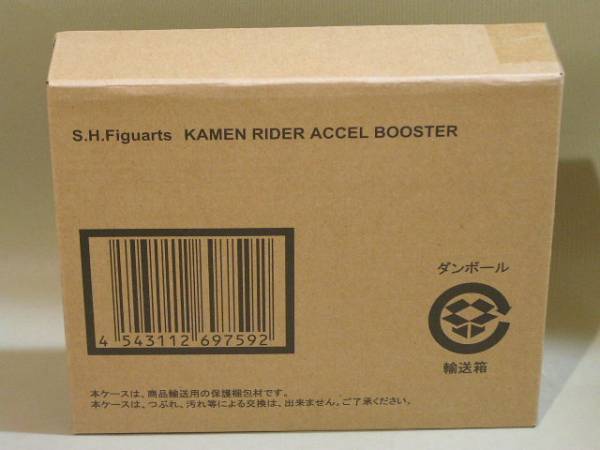 S.H.Figuarts KAMEN RIDER ACCEL BOOSTER
4 543112 697592
ダンボール
輸送箱
本ケースは、商品輸送用の保護梱包材です。
本ケースは、つぶれ、汚れ等による交換は、出来ません。ご了承ください。